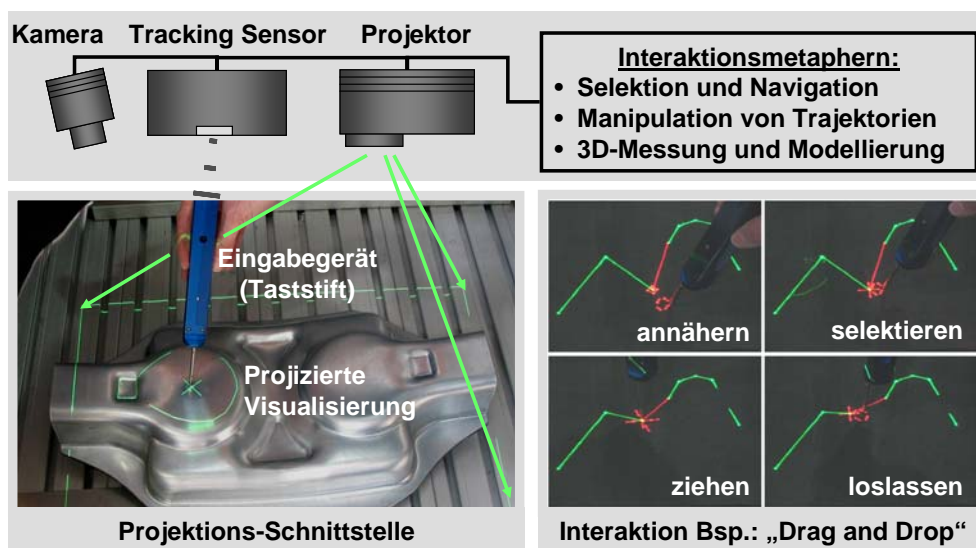 Kamera Tracking Sensor Projektor
Interaktionsmetaphern:
• Selektion und Navigation
• Manipulation von Trajektorien
• 3D-Messung und Modellierung
Eingabegerät
(Taststift)
Projizierte
Visualisierung
Projektions-Schnittstelle
annähern selektieren
ziehen loslassen
Interaktion Bsp.: „Drag and Drop“